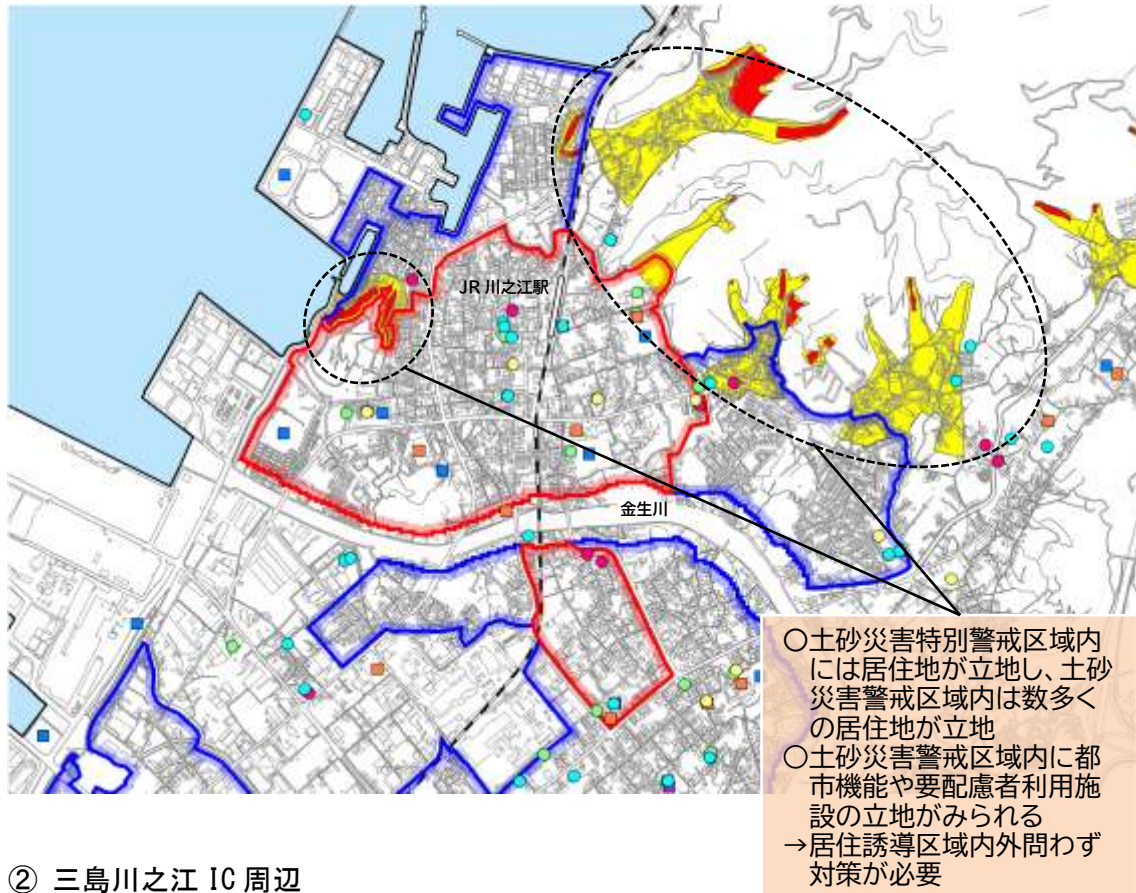 JR 川之江駅
金生川
○土砂災害特別警戒区域内
には居住地が立地し、土砂
災害警戒区域内は数多く
の居住地が立地
○土砂災害警戒区域内に都
市機能や要配慮者利用施
設の立地がみられる
→居住誘導区域内外問わず
対策が必要
② 三島川之江 IC 周辺